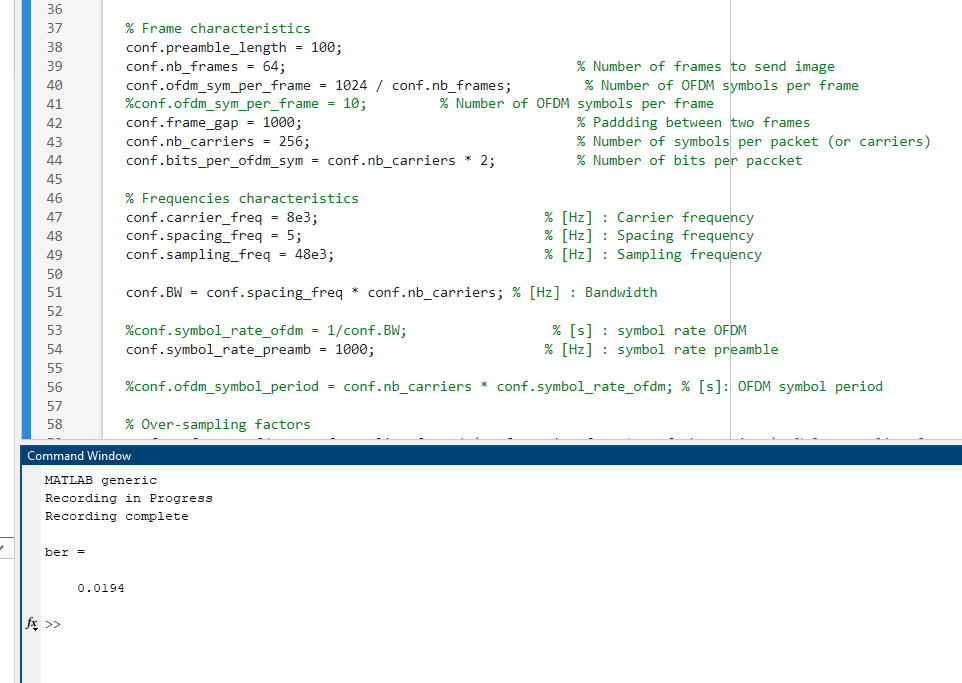 36
37 % Frame characteristics
38 conf.preamble_length = 100;
39 conf.nb_frames = 64; % Number of frames to send image
40 conf.ofdm_sym_per_frame = 1024 / conf.nb_frames; % Number of OFDM symbols per frame
41 %conf.ofdm_sym_per_frame = 10; % Number of OFDM symbols per frame
42 conf.frame_gap = 1000; % Paddding between two frames
43 conf.nb_carriers = 256; % Number of symbols per packet (or carriers)
44 conf.bits_per_ofdm_sym = conf.nb_carriers * 2; % Number of bits per paccket
45
46 % Frequencies characteristics
47 conf.carrier_freq = 8e3; % [Hz] : Carrier frequency
48 conf.spacing_freq = 5; % [Hz] : Spacing frequency
49 conf.sampling_freq = 48e3; % [Hz] : Sampling frequency
50
51 conf.BW = conf.spacing_freq * conf.nb_carriers; % [Hz] : Bandwidth
52
53 %conf.symbol_rate_ofdm = 1/conf.BW; % [s] : symbol rate OFDM
54 conf.symbol_rate_preamb = 1000; % [Hz] : symbol rate preamble
55
56 %conf.ofdm_symbol_period = conf.nb_carriers * conf.symbol_rate_ofdm; % [s]: OFDM symbol period
57
58 % Over-sampling factors
Command Window
MATLAB generic
Recording in Progress
Recording complete
ber =
0.0194
fx >>